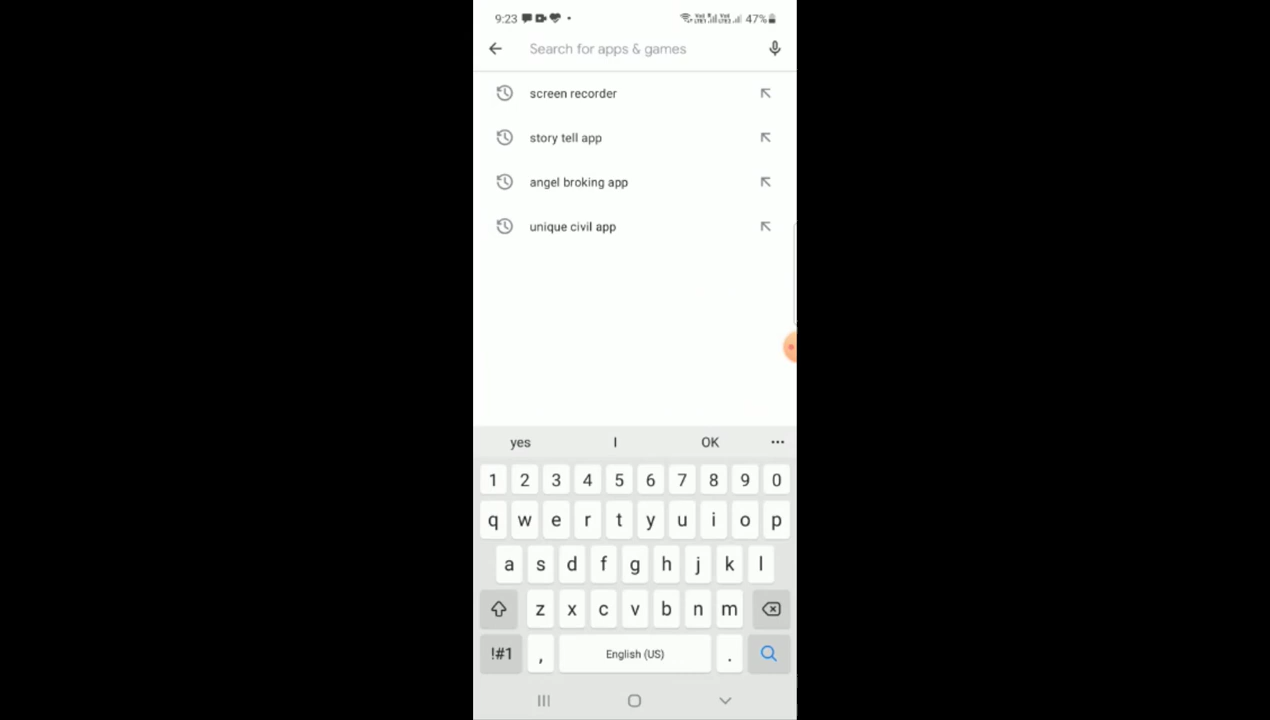 9:23 47%
Search for apps & games
screen recorder
story tell app
angel broking app
unique civil app
yes I OK
1 2 3 4 5 6 7 8 9 0
q w e r t y u i o p
a s d f g h j k l
z x c v b n m
!#1 , English (US) .